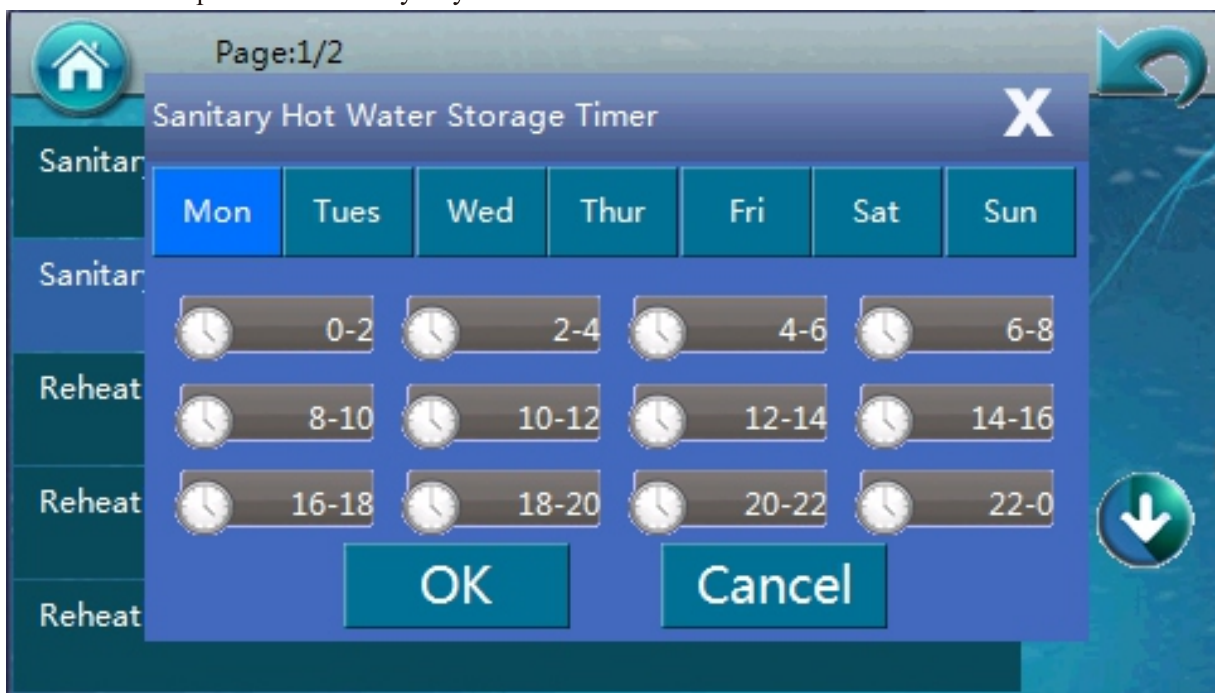 Page:1/2
Sanitary Hot Water Storage Timer X
Sanitar
Mon Tues Wed Thur Fri Sat Sun
Sanitar
0-2 2-4 4-6 6-8
Reheat
8-10 10-12 12-14 14-16
Reheat
16-18 18-20 20-22 22-0
OK Cancel
Reheat